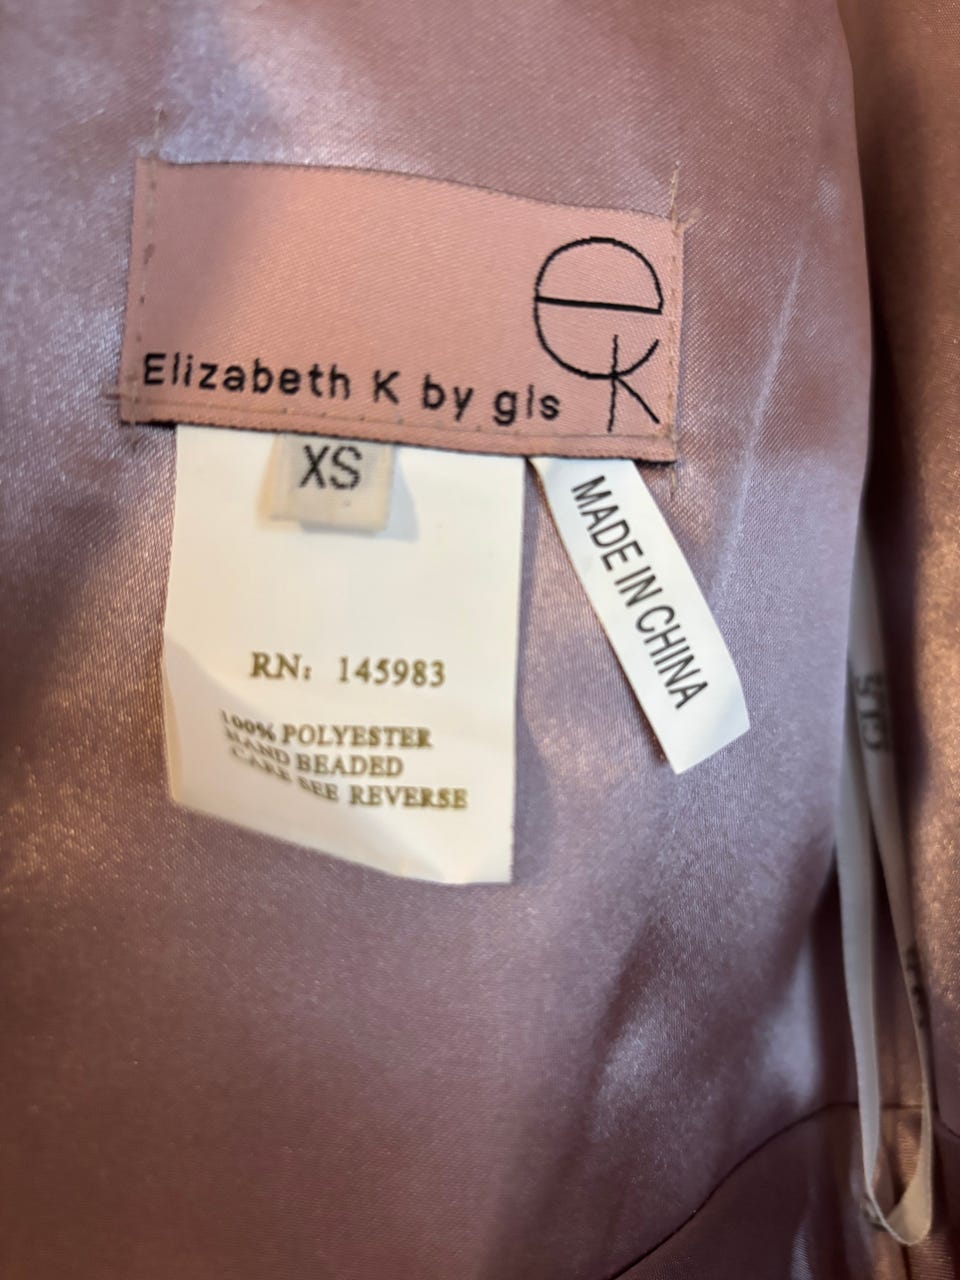 ek
Elizabeth K by gls
XS
MADE IN CHINA
RN: 145983
100% POLYESTER
HAND BEADED
CARE SEE REVERSE